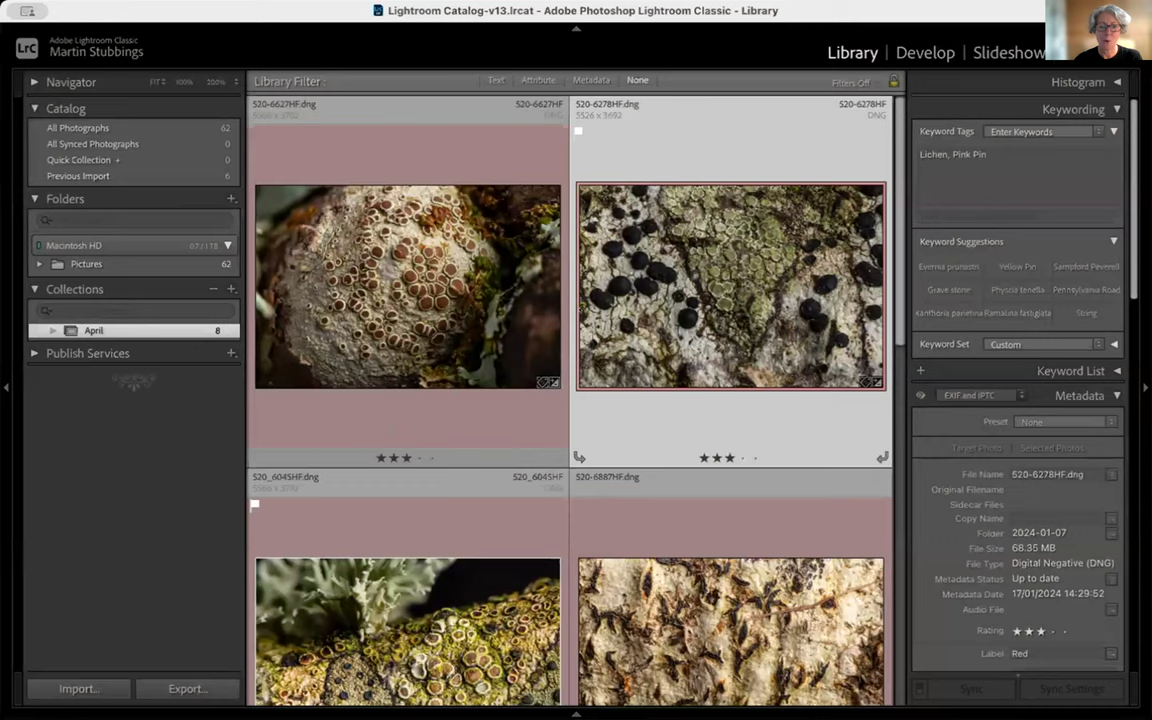 Lightroom Catalog-v13.lrcat - Adobe Photoshop Lightroom Classic - Library
LrC
Adobe Lightroom Classic
Martin Stubbings
Library
Develop
Slideshow
Navigator
FIT
100%
200%
Catalog
All Photographs 62
All Synced Photographs 0
Quick Collection + 0
Previous Import 6
Folders
Macintosh HD
Pictures 62
Collections
April 8
Publish Services
Import...
Export...
Library Filter :
Text
Attribute
Metadata
None
Filters Off
520-6627HF.dng
520-6627HF
DNG
520-6278HF.dng
520-6278HF
5526 x 3692
DNG
520_6045HF.dng
520_6045HF
520-6887HF.dng
Histogram
Keywording
Keyword Tags
Enter Keywords
Lichen, Pink Pin
Keyword Suggestions
Evernia prunastri
Yellow Pin
Sampford Peverell
Grave stone
Physcia tenella
Pennsylvania Road
Xanthoria parietina
Ramalina fastigiata
String
Keyword Set
Custom
Keyword List
EXIF and IPTC
Metadata
Preset
None
Target Photo
Selected Photos
File Name 520-6278HF.dng
Original Filename
Sidecar Files
Copy Name
Folder 2024-01-07
File Size 68.35 MB
File Type Digital Negative (DNG)
Metadata Status Up to date
Metadata Date 17/01/2024 14:29:52
Audio File
Rating
Label Red
Sync
Sync Settings